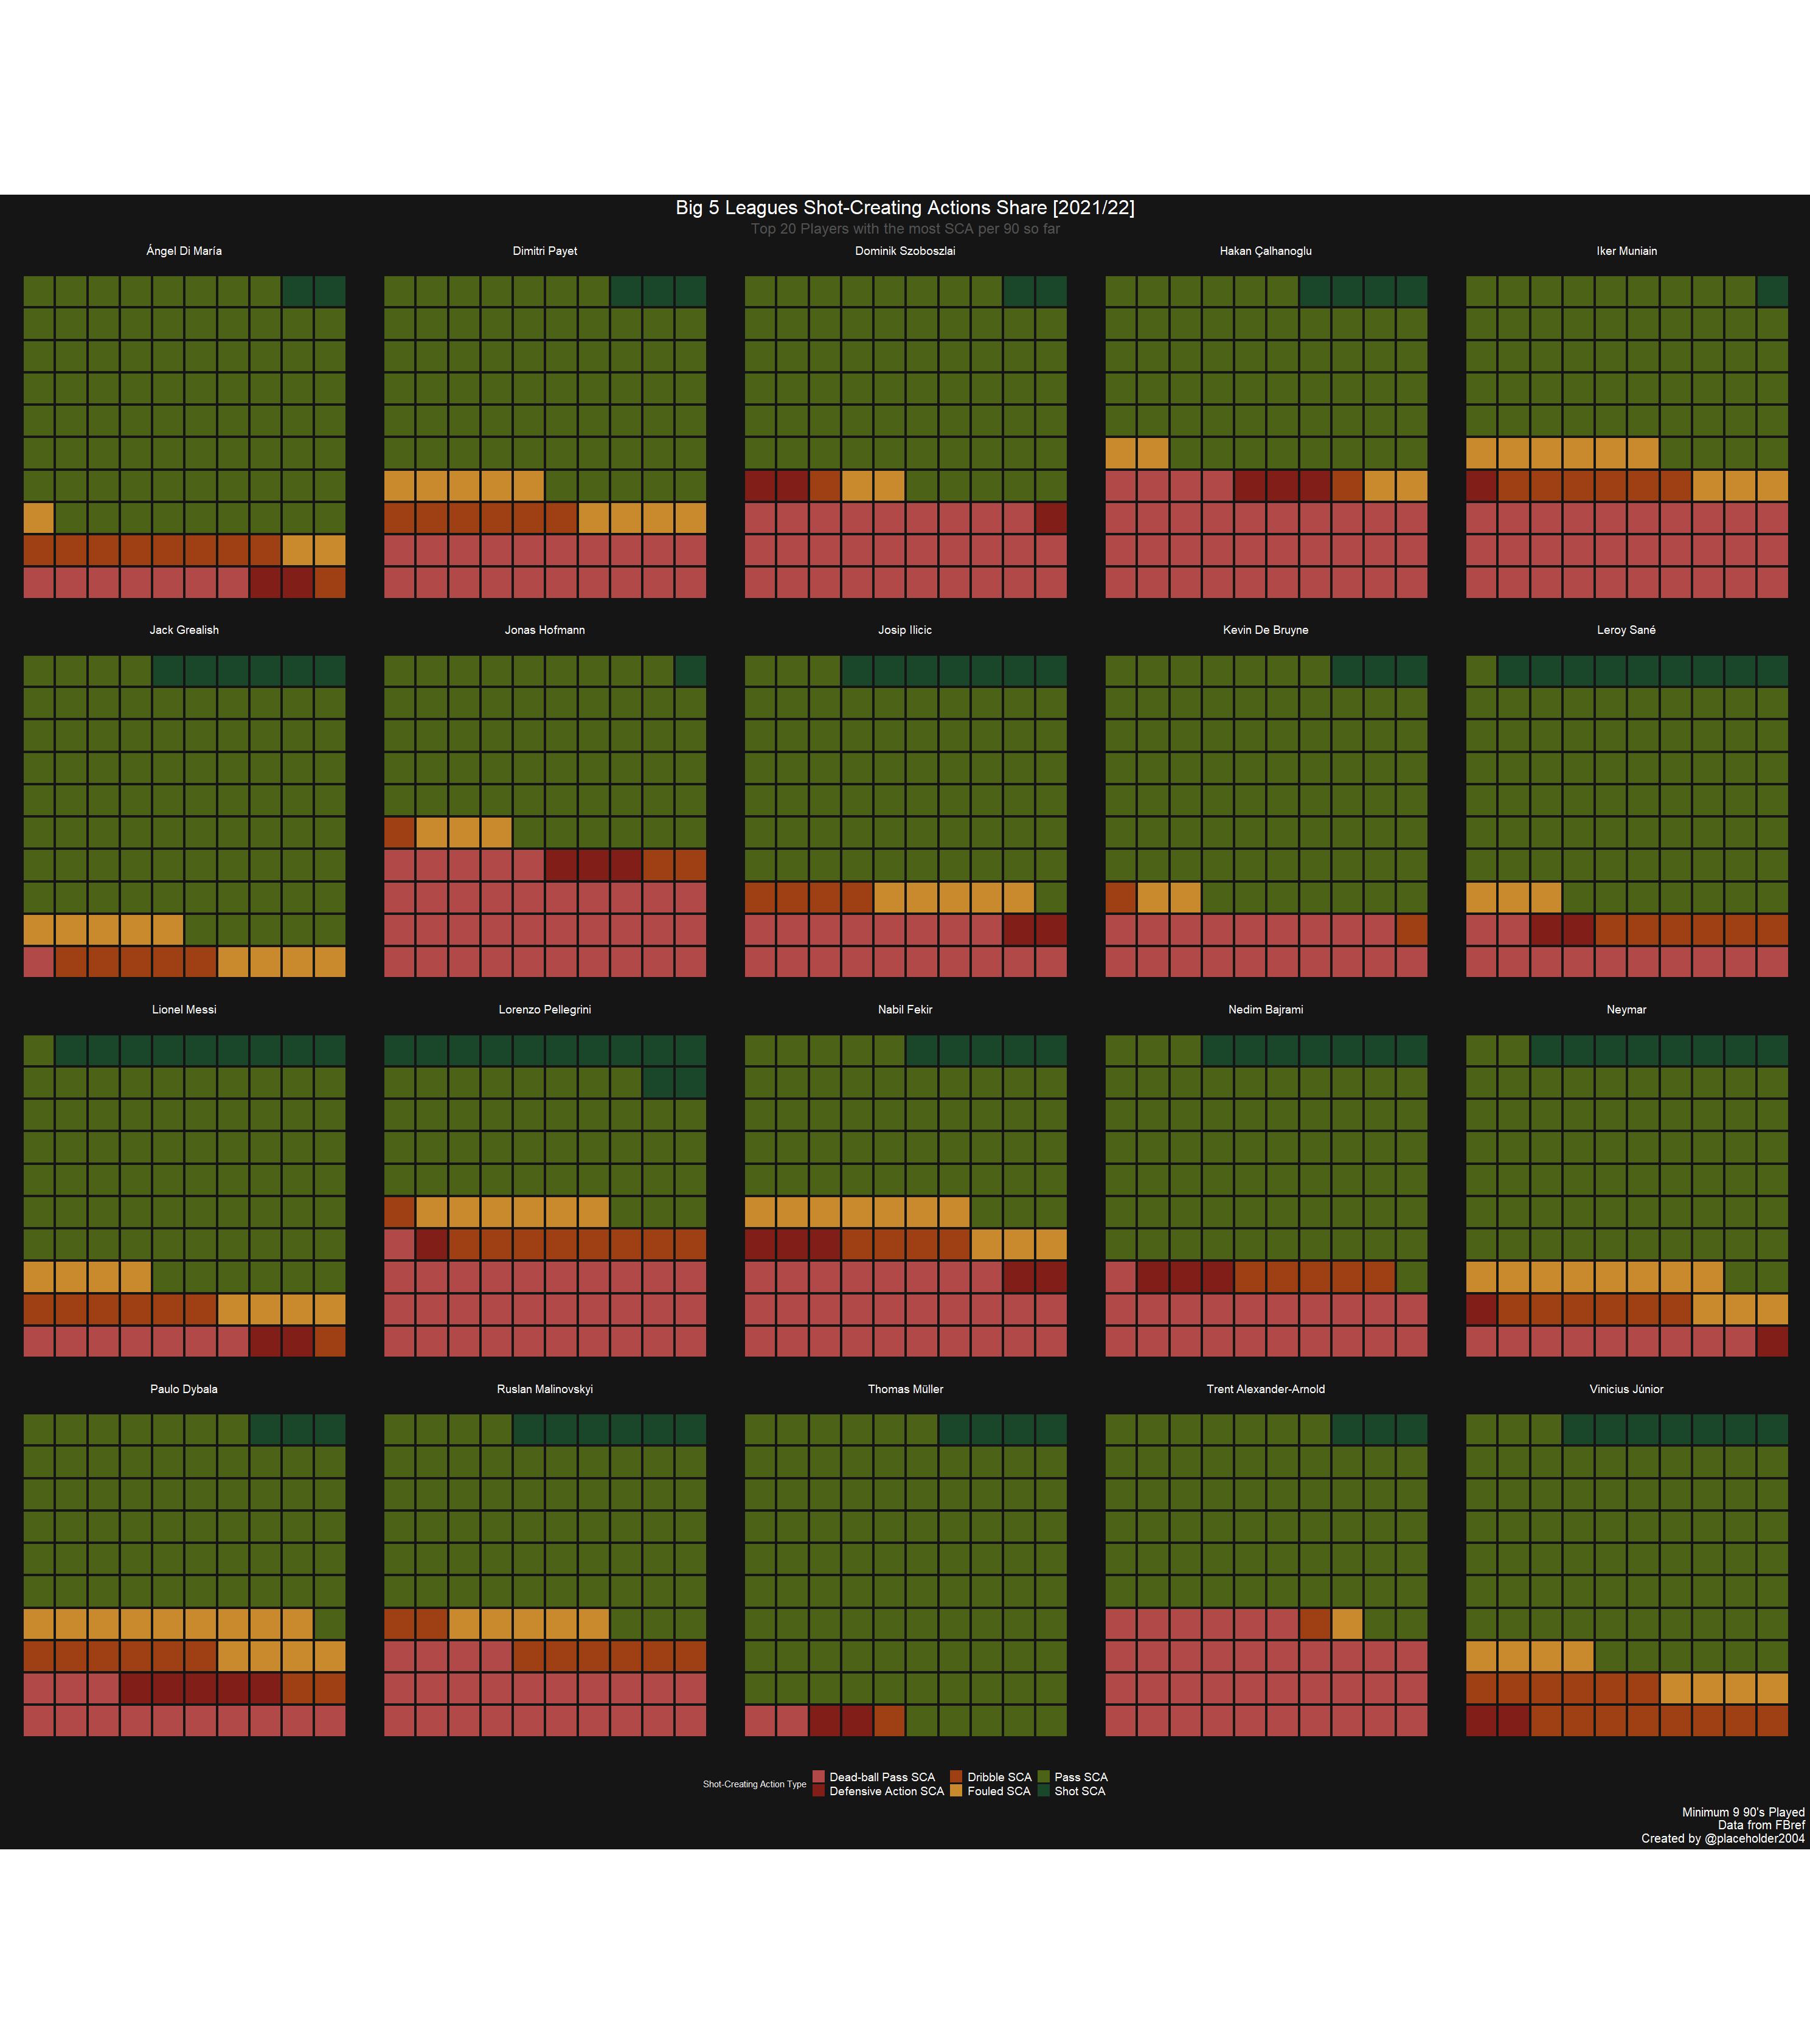 Big 5 Leagues Shot-Creating Actions Share [2021/22]
Top 20 Players with the most SCA per 90 so far
Ángel Di María
Dimitri Payet
Dominik Szoboszlai
Hakan Çalhanoglu
Iker Muniain
Jack Grealish
Jonas Hofmann
Josip Ilicic
Kevin De Bruyne
Leroy Sané
Lionel Messi
Lorenzo Pellegrini
Nabil Fekir
Nedim Bajrami
Neymar
Paulo Dybala
Ruslan Malinovskyi
Thomas Müller
Trent Alexander-Arnold
Vinicius Júnior
Shot-Creating Action Type
Dead-ball Pass SCA
Defensive Action SCA
Dribble SCA
Fouled SCA
Pass SCA
Shot SCA
Minimum 9 90's Played
Data from FBref
Created by @placeholder2004